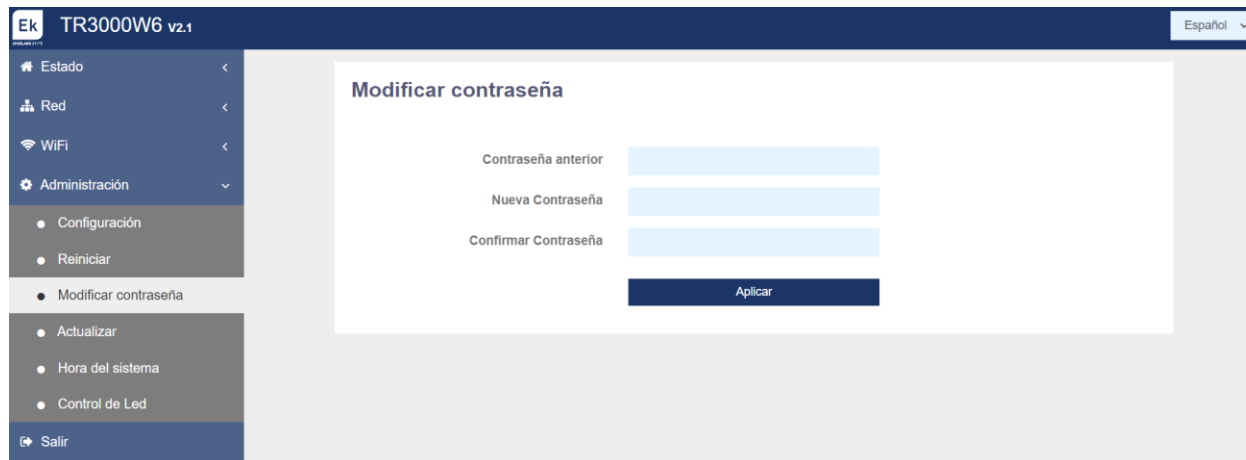 Ek TR3000W6 V2.1
Español
Estado
Red
WiFi
Administración
Configuración
Reiniciar
Modificar contraseña
Actualizar
Hora del sistema
Control de Led
Salir
Modificar contraseña
Contraseña anterior
Nueva Contraseña
Confirmar Contraseña
Aplicar